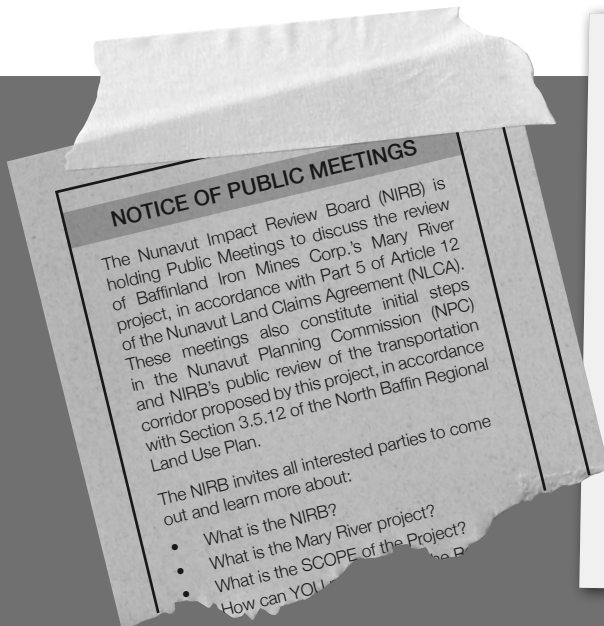 NOTICE OF PUBLIC MEETINGS
The Nunavut Impact Review Board (NIRB) is
holding Public Meetings to discuss the review
of Baffinland Iron Mines Corp.'s Mary River
project, in accordance with Part 5 of Article 12
of the Nunavut Land Claims Agreement (NLCA).
These meetings also constitute initial steps
in the Nunavut Planning Commission (NPC)
and NIRB's public review of the transportation
corridor proposed by this project, in accordance
with Section 3.5.12 of the North Baffin Regional
Land Use Plan.
The NIRB invites all interested parties to come
out and learn more about:
• What is the NIRB?
• What is the Mary River project?
• What is the SCOPE of the Project?
How can YOU